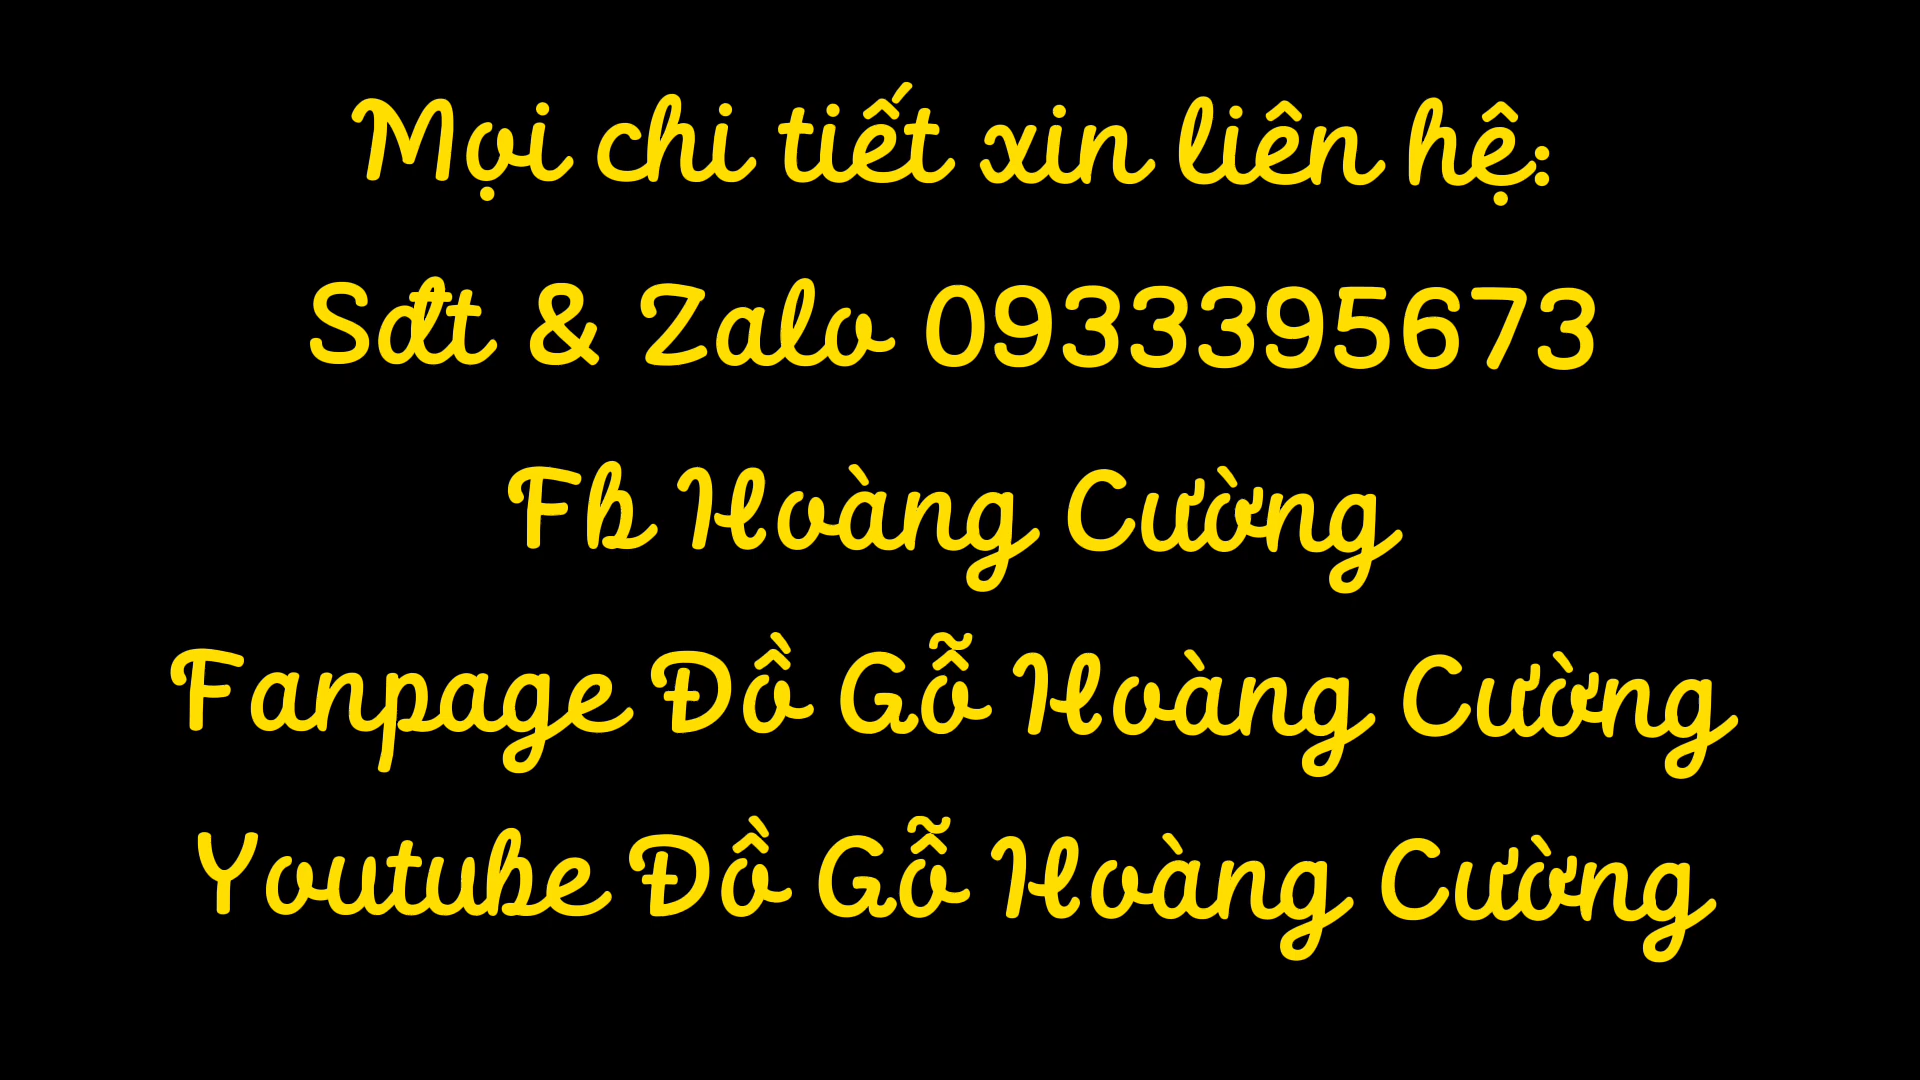 Mọi chi tiết xin liên hệ:
Sđt & Zalo 0933395673
Fb Hoàng Cường
Fanpage Đồ Gỗ Hoàng Cường
Youtube Đồ Gỗ Hoàng Cường